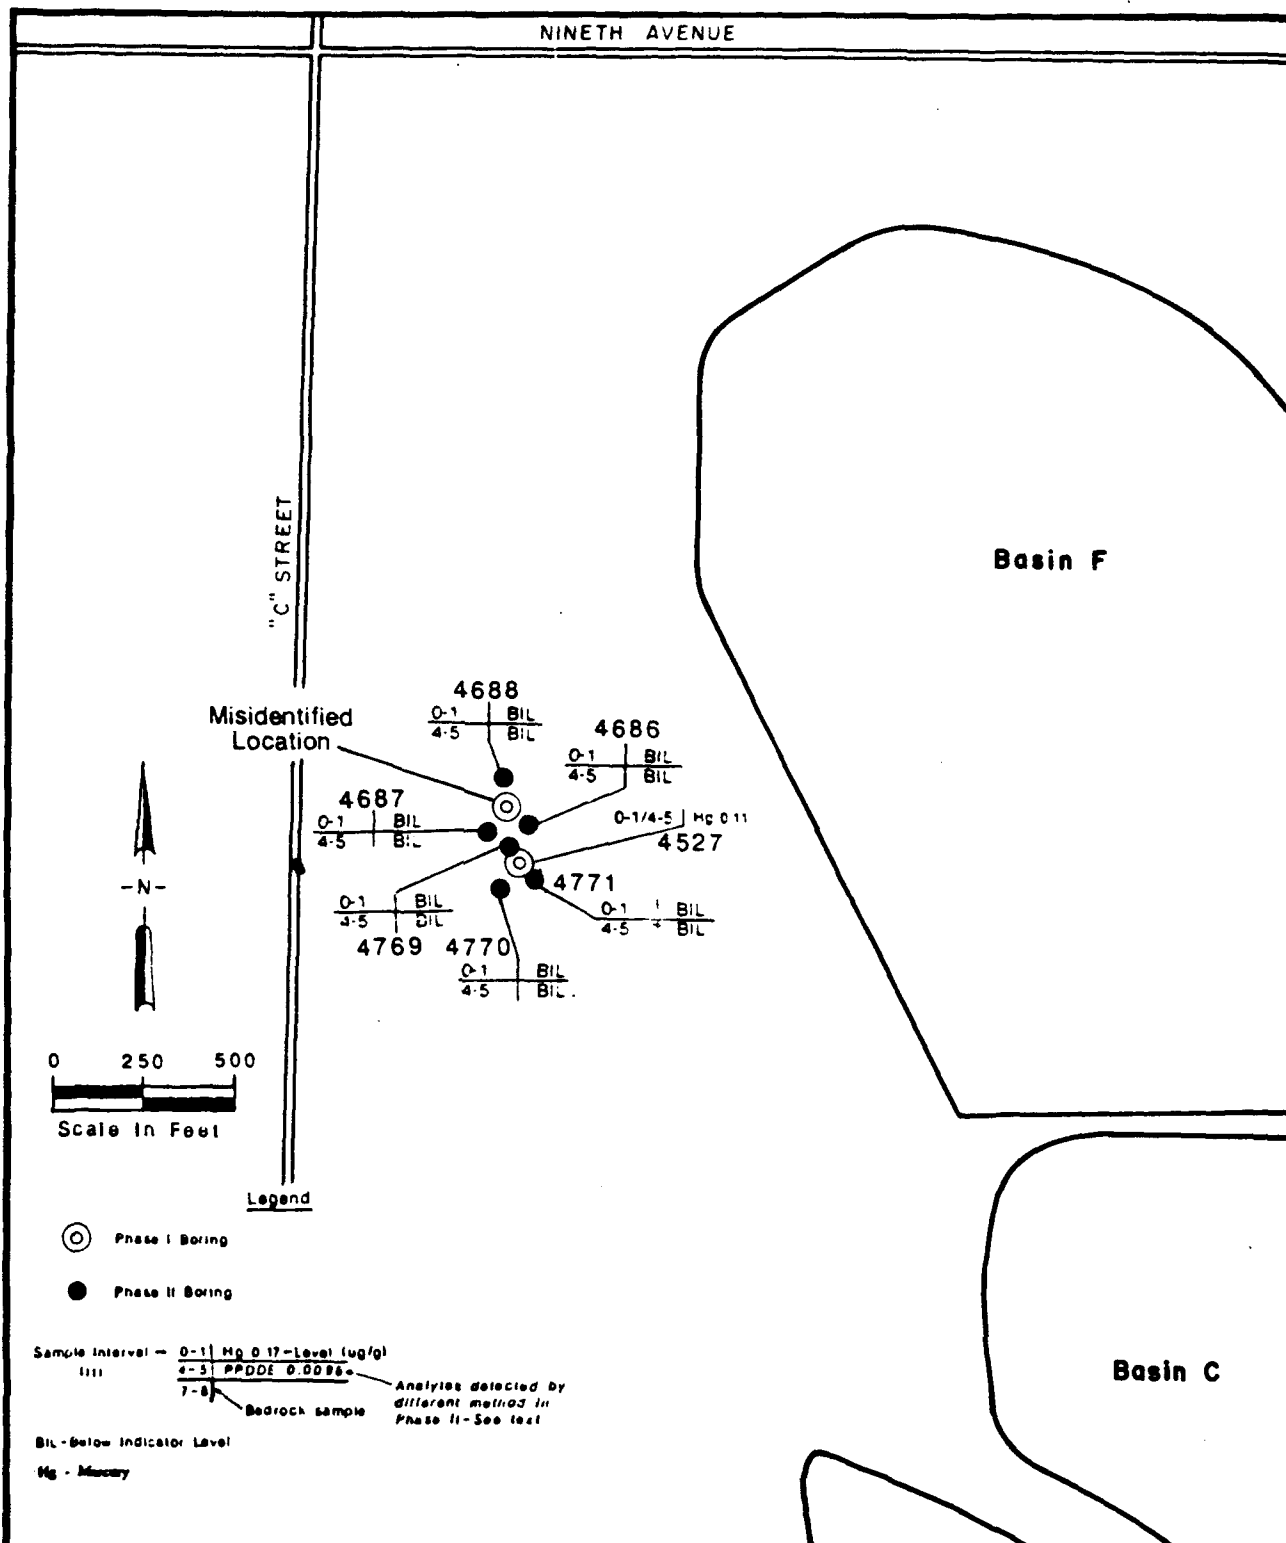 NINETH AVENUE
"C" STREET
Basin F
4688
0-1 BIL
4-5 BIL
Misidentified
Location
4686
0-1 BIL
4-5 BIL
4687
0-1 BIL
4-5 BIL
0-1/4-5 Hg 0.11
4527
4771
0-1 BIL
4-5 BIL
0-1 BIL
4-5 BIL
4769
4770
0-1 BIL
4-5 BIL
-N-
0 250 500
Scale In Feet
Legend
Phase I Boring
Phase II Boring
Sample Interval 0-1 Hg 0.17-Level (ug/g)
4-5 PPDDE
7-8
Bedrock sample
Analytes detected by
different method in
Phase II-See text
BIL-Below Indicator Level
Hg - Mercury
Basin C